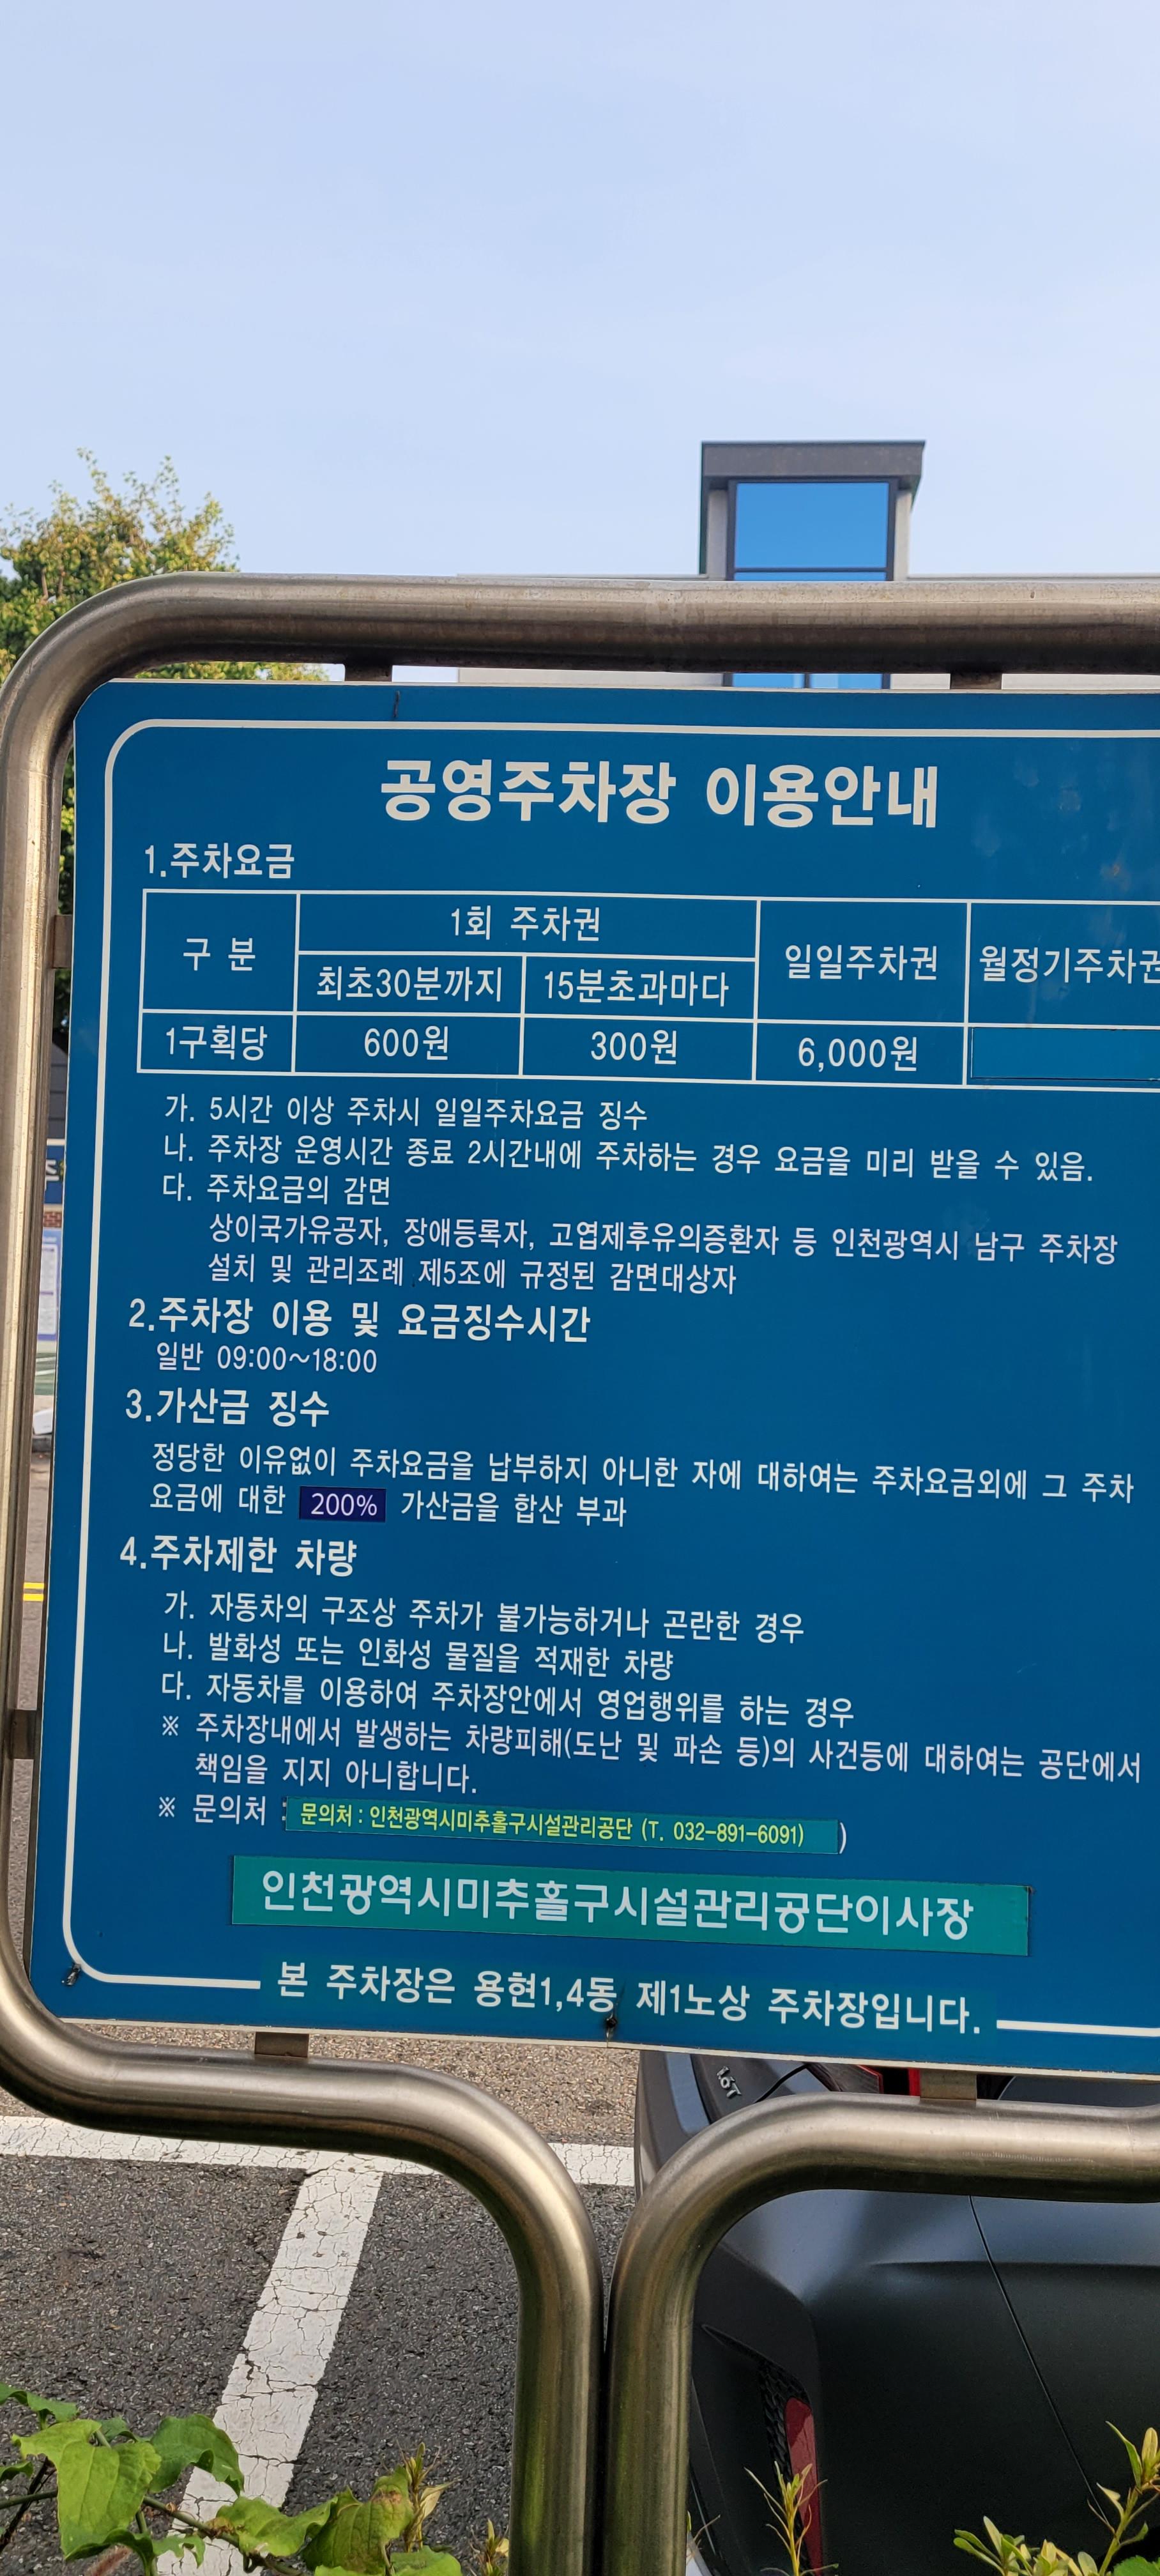 공영주차장 이용안내
1.주차요금
구 분
1회 주차권
일일주차권
월정기주차권
최초30분까지
15분초과마다
1구획당
600원
300원
6,000원
가. 5시간 이상 주차시 일일주차요금 징수
나. 주차장 운영시간 종료 2시간내에 주차하는 경우 요금을 미리 받을 수 있음.
다. 주차요금의 감면
상이국가유공자, 장애등록자, 고엽제후유의증환자 등 인천광역시 남구 주차장
설치 및 관리조례 제5조에 규정된 감면대상자
2.주차장 이용 및 요금징수시간
일반 09:00~18:00
3.가산금 징수
정당한 이유없이 주차요금을 납부하지 아니한 자에 대하여는 주차요금외에 그 주차
요금에 대한 200% 가산금을 합산 부과
4.주차제한 차량
가. 자동차의 구조상 주차가 불가능하거나 곤란한 경우
나. 발화성 또는 인화성 물질을 적재한 차량
다. 자동차를 이용하여 주차장안에서 영업행위를 하는 경우
※ 주차장내에서 발생하는 차량피해(도난 및 파손 등)의 사건등에 대하여는 공단에서
책임을 지지 아니합니다.
※ 문의처 : 문의처 : 인천광역시미추홀구시설관리공단 (T. 032-891-6091) )
인천광역시미추홀구시설관리공단이사장
본 주차장은 용현1,4동 제1노상 주차장입니다.